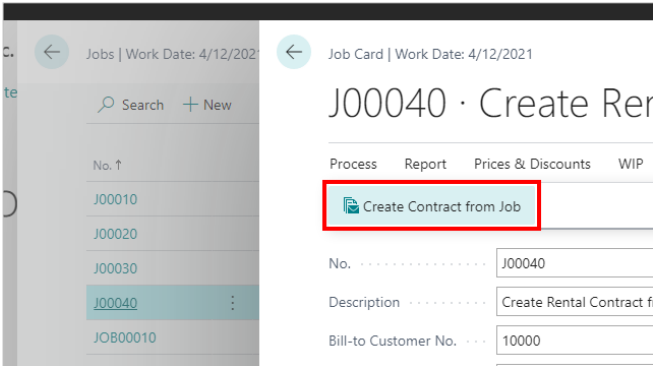 c.
te
Jobs | Work Date: 4/12/202
Search + New
No. ↑
J00010
J00020
J00030
J00040
JOB00010
Job Card | Work Date: 4/12/2021
J00040 · Create Ren
Process Report Prices & Discounts WIP
Create Contract from Job
No. J00040
Description Create Rental Contract f
Bill-to Customer No. 10000